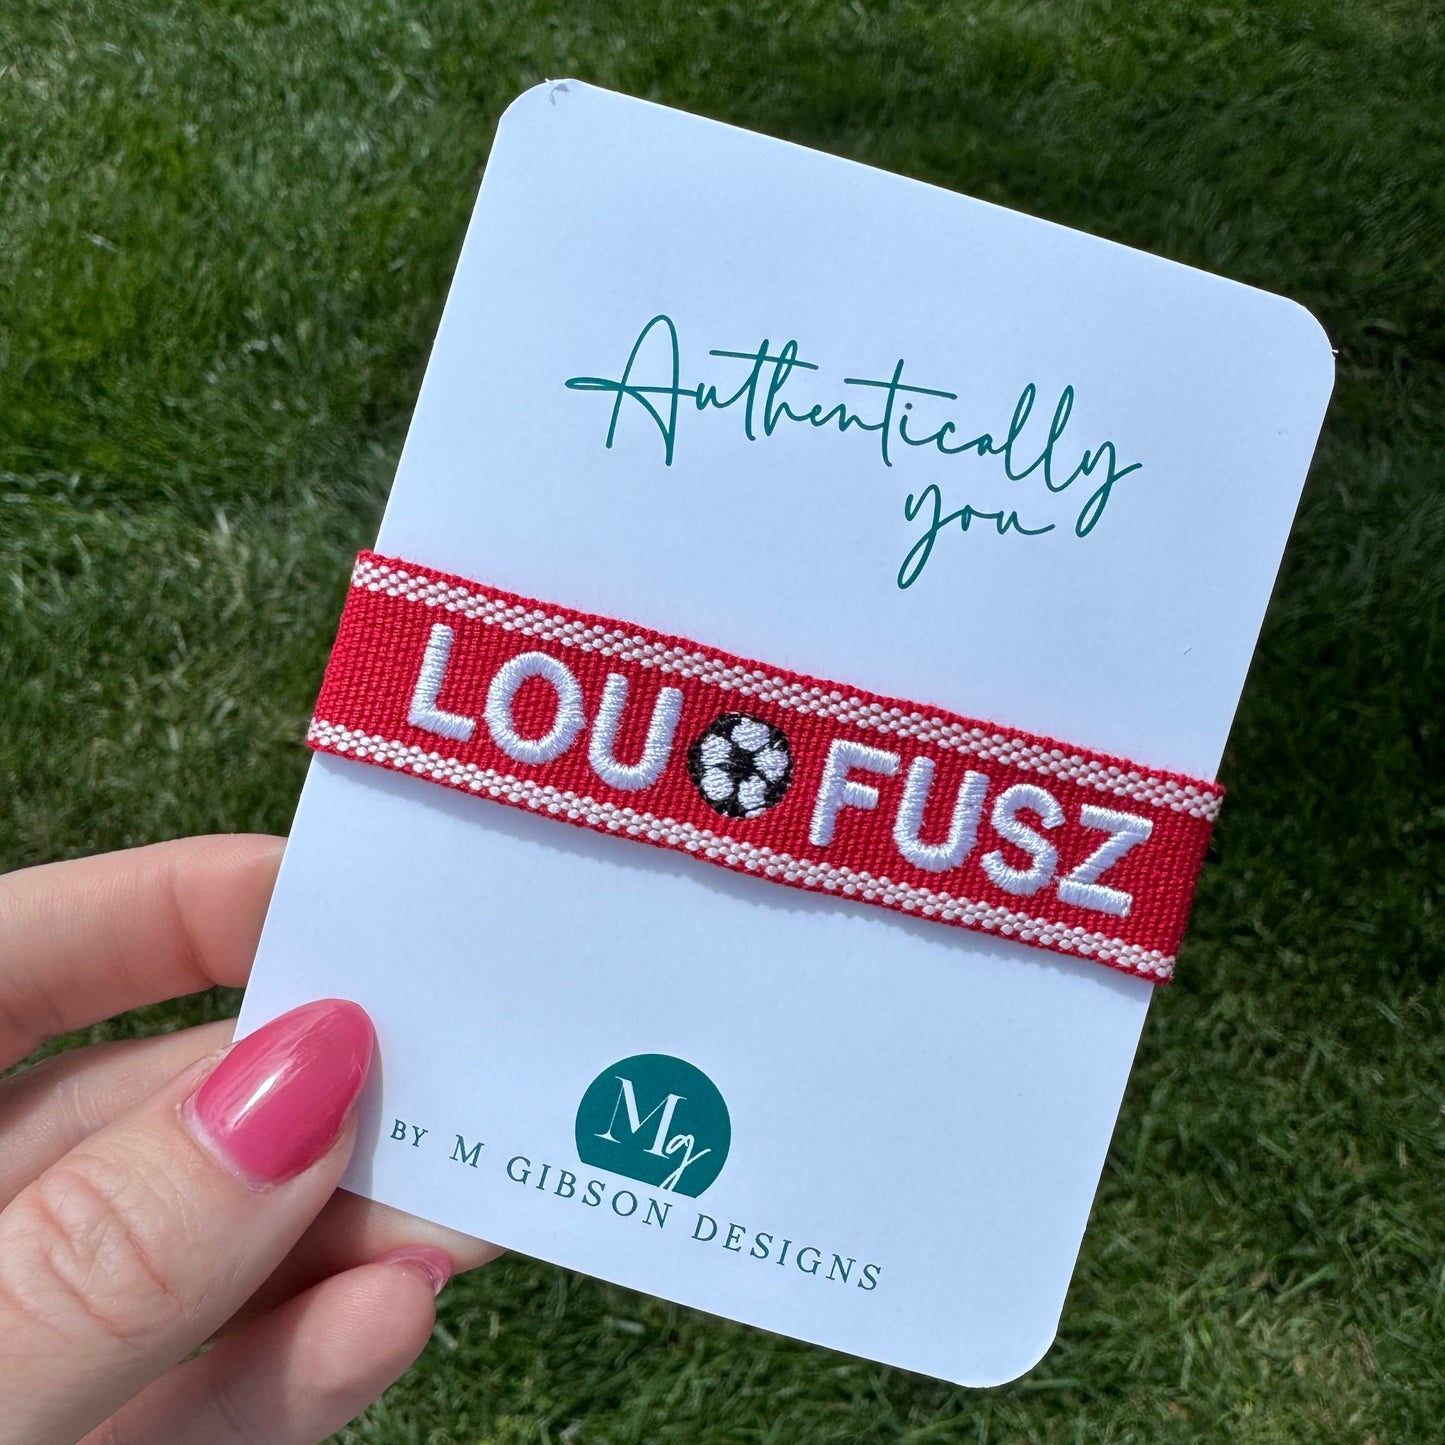 Authentically
you
LOU FUSZ
Mg
BY M GIBSON DESIGNS